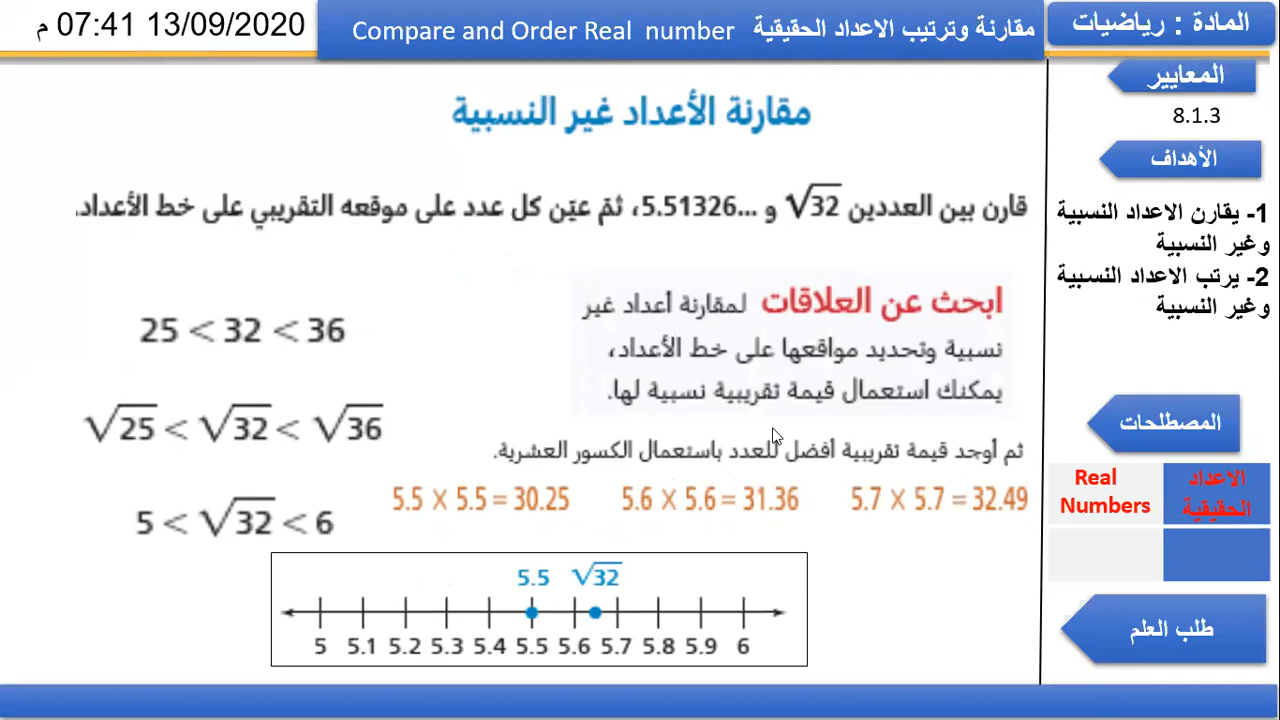 المادة : رياضيات
مقارنة وترتيب الاعداد الحقيقية Compare and Order Real number
07:41 13/09/2020 م
المعايير
8.1.3
الأهداف
1- يقارن الاعداد النسبية
وغير النسبية
2- يرتب الاعداد النسبية
وغير النسبية
المصطلحات
الاعداد
الحقيقية
Real
Numbers
طلب العلم
مقارنة الأعداد غير النسبية
قارن بين العددين √32 و ...5.51326، ثمّ عيّن كل عدد على موقعه التقريبي على خط الأعداد.
ابحث عن العلاقات لمقارنة أعداد غير
نسبية وتحديد مواقعها على خط الأعداد،
يمكنك استعمال قيمة تقريبية نسبية لها.
25 < 32 < 36
√25 < √32 < √36
5 < √32 < 6
ثم أوجد قيمة تقريبية أفضل للعدد باستعمال الكسور العشرية.
5.5 × 5.5 = 30.25 5.6 × 5.6 = 31.36 5.7 × 5.7 = 32.49
5.5 √32
5 5.1 5.2 5.3 5.4 5.5 5.6 5.7 5.8 5.9 6